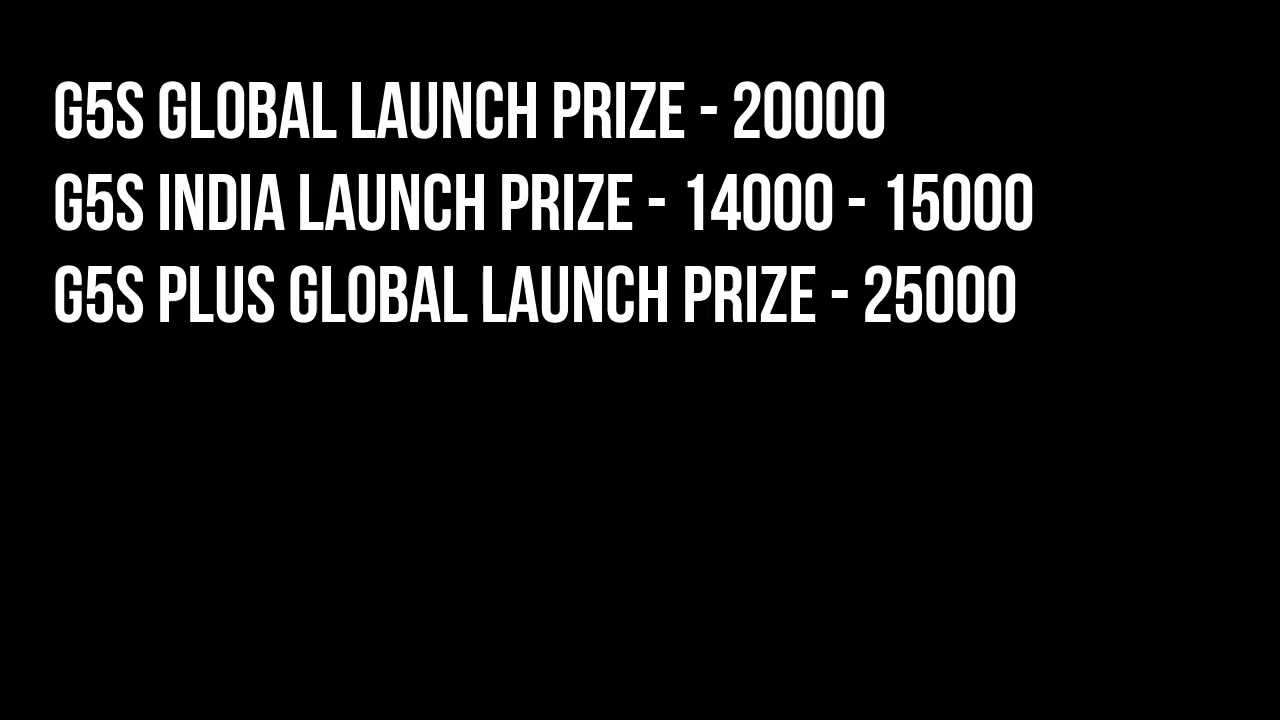 G5S GLOBAL LAUNCH PRIZE - 20000
G5S INDIA LAUNCH PRIZE - 14000 - 15000
G5S PLUS GLOBAL LAUNCH PRIZE - 25000